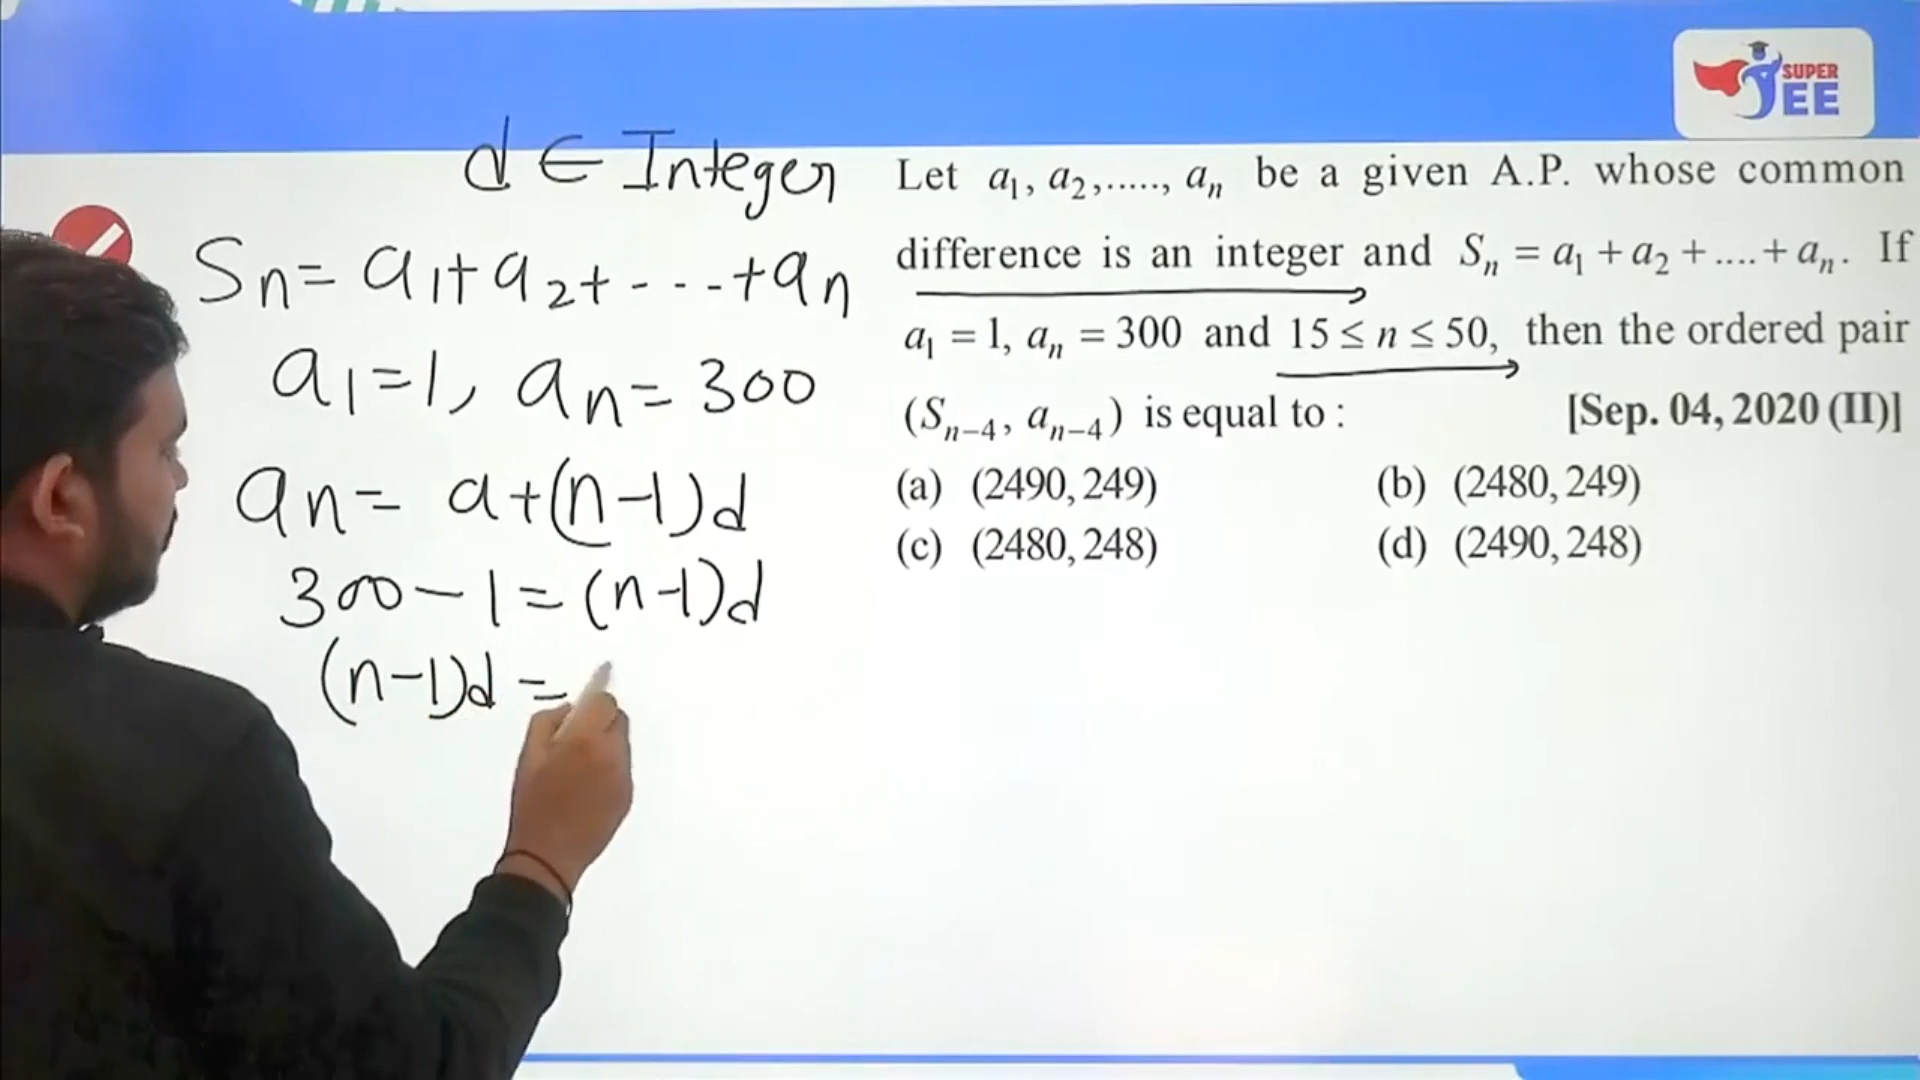 SUPER
JEE
d ∈ Integer
Sn = a1 + a2 + - - - + an
a1 = 1, an = 300
an = a + (n-1)d
300 - 1 = (n-1)d
(n-1)d =
Let a₁, a₂,....., aₙ be a given A.P. whose common
difference is an integer and Sₙ = a₁ + a₂ + .... + aₙ. If
a₁ = 1, aₙ = 300 and 15 ≤ n ≤ 50, then the ordered pair
(Sₙ₋₄, aₙ₋₄) is equal to : [Sep. 04, 2020 (II)]
(a) (2490, 249) (b) (2480, 249)
(c) (2480, 248) (d) (2490, 248)